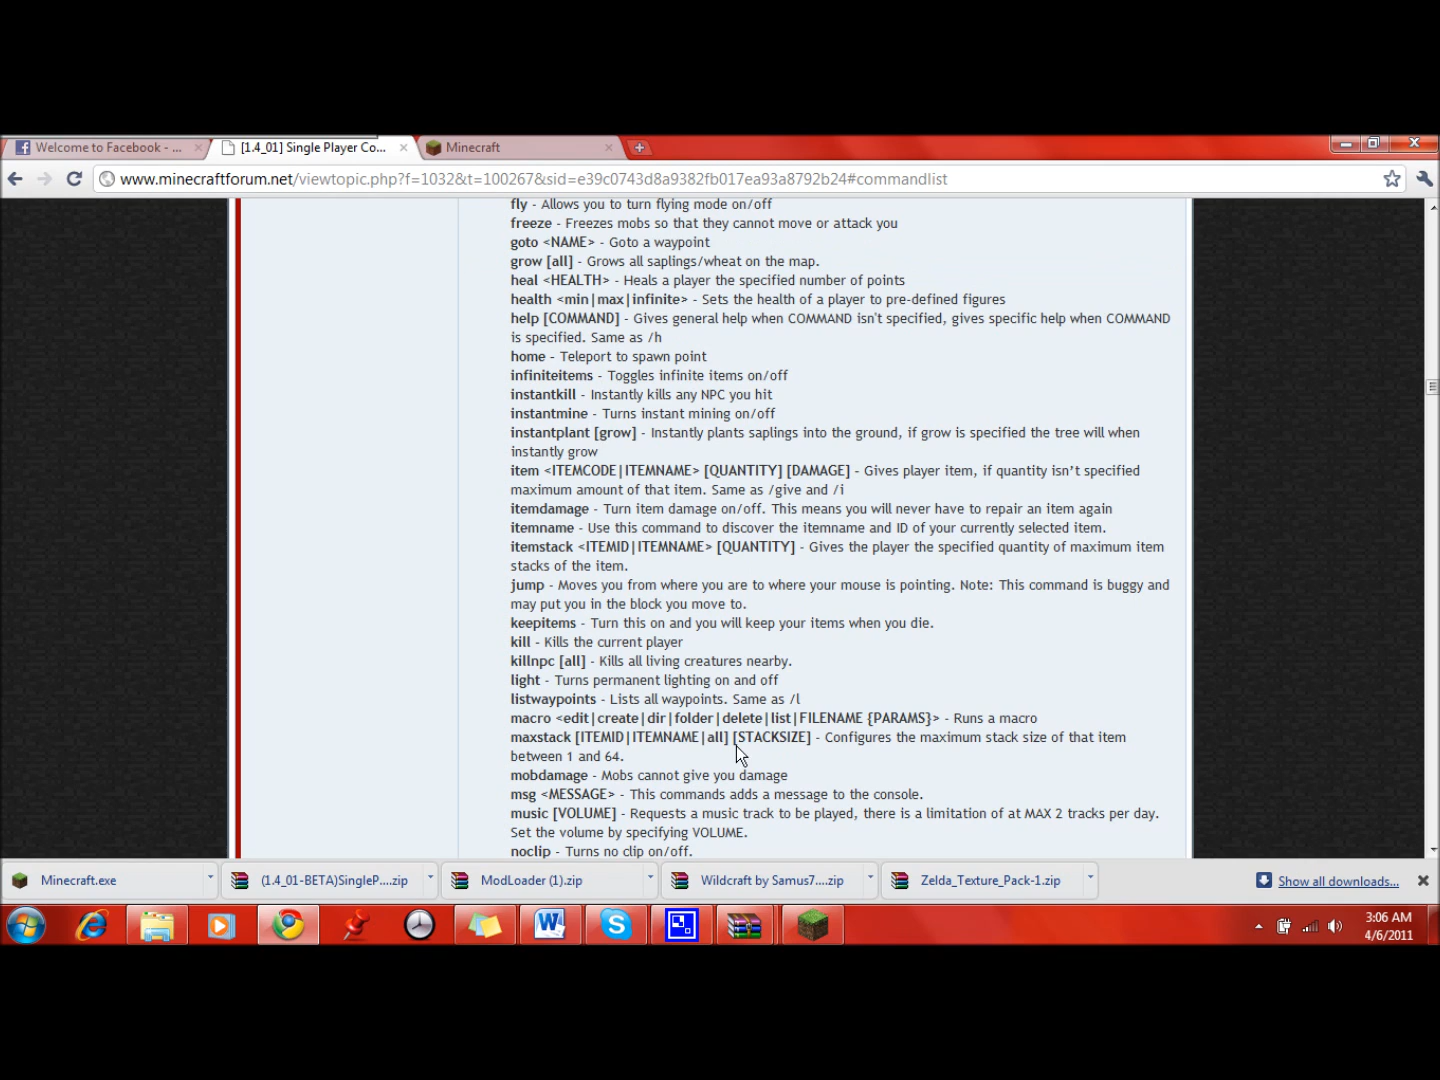 Welcome to Facebook - ...
[1.4_01] Single Player Co...
Minecraft
www.minecraftforum.net/viewtopic.php?f=1032&t=100267&sid=e39c0743d8a9382fb017ea93a8792b24#commandlist
fly - Allows you to turn flying mode on/off
freeze - Freezes mobs so that they cannot move or attack you
goto <NAME> - Goto a waypoint
grow [all] - Grows all saplings/wheat on the map.
heal <HEALTH> - Heals a player the specified number of points
health <min|max|infinite> - Sets the health of a player to pre-defined figures
help [COMMAND] - Gives general help when COMMAND isn't specified, gives specific help when COMMAND
is specified. Same as /h
home - Teleport to spawn point
infiniteitems - Toggles infinite items on/off
instantkill - Instantly kills any NPC you hit
instantmine - Turns instant mining on/off
instantplant [grow] - Instantly plants saplings into the ground, if grow is specified the tree will when
instantly grow
item <ITEMCODE|ITEMNAME> [QUANTITY] [DAMAGE] - Gives player item, if quantity isn't specified
maximum amount of that item. Same as /give and /i
itemdamage - Turn item damage on/off. This means you will never have to repair an item again
itemname - Use this command to discover the itemname and ID of your currently selected item.
itemstack <ITEMID|ITEMNAME> [QUANTITY] - Gives the player the specified quantity of maximum item
stacks of the item.
jump - Moves you from where you are to where your mouse is pointing. Note: This command is buggy and
may put you in the block you move to.
keepitems - Turn this on and you will keep your items when you die.
kill - Kills the current player
killnpc [all] - Kills all living creatures nearby.
light - Turns permanent lighting on and off
listwaypoints - Lists all waypoints. Same as /l
macro <edit|create|dir|folder|delete|list|FILENAME {PARAMS}> - Runs a macro
maxstack [ITEMID|ITEMNAME|all] [STACKSIZE] - Configures the maximum stack size of that item
between 1 and 64.
mobdamage - Mobs cannot give you damage
msg <MESSAGE> - This commands adds a message to the console.
music [VOLUME] - Requests a music track to be played, there is a limitation of at MAX 2 tracks per day.
Set the volume by specifying VOLUME.
noclip - Turns no clip on/off.
Minecraft.exe
(1.4_01-BETA)SingleP....zip
ModLoader (1).zip
Wildcraft by Samus7....zip
Zelda_Texture_Pack-1.zip
Show all downloads...
3:06 AM
4/6/2011